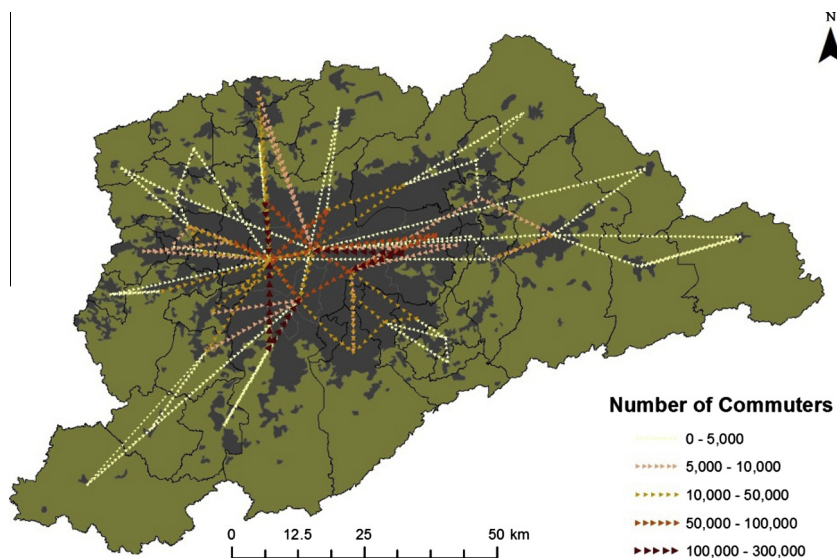 N
Number of Commuters
0 - 5,000
5,000 - 10,000
10,000 - 50,000
50,000 - 100,000
100,000 - 300,000
0 12.5 25 50 km